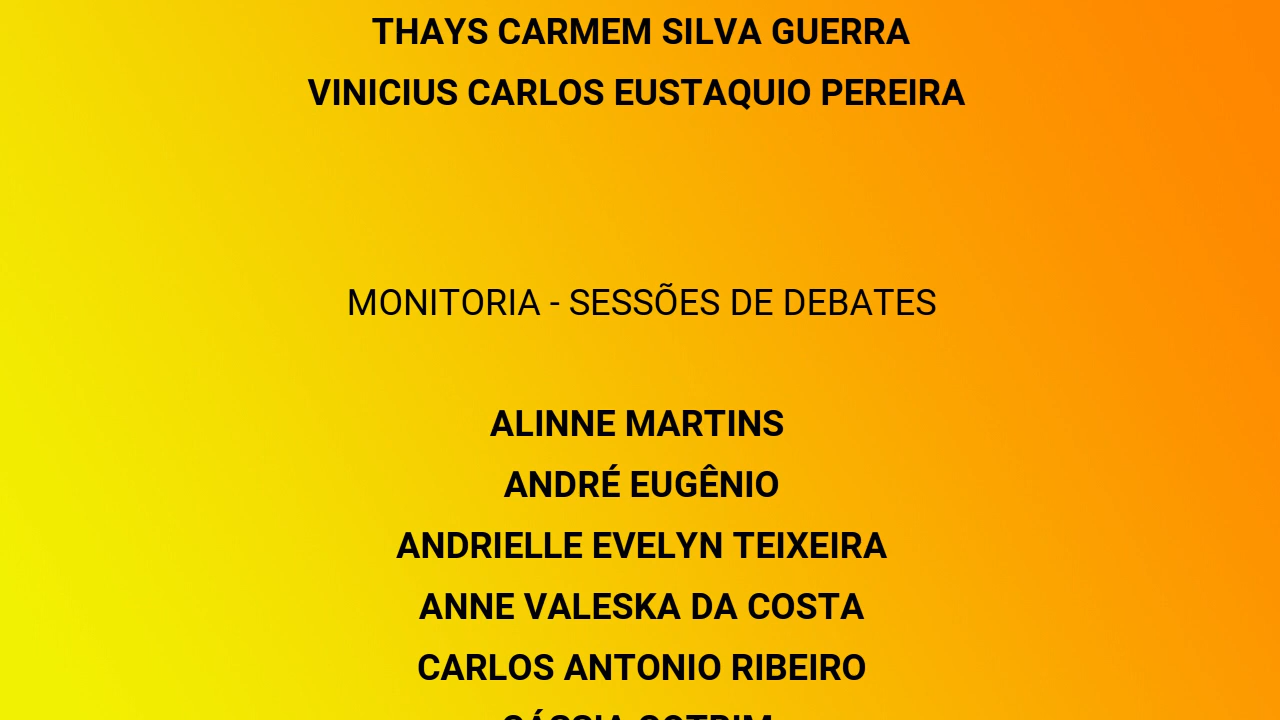 THAYS CARMEM SILVA GUERRA
VINICIUS CARLOS EUSTAQUIO PEREIRA
MONITORIA - SESSÕES DE DEBATES
ALINNE MARTINS
ANDRÉ EUGÊNIO
ANDRIELLE EVELYN TEIXEIRA
ANNE VALESKA DA COSTA
CARLOS ANTONIO RIBEIRO